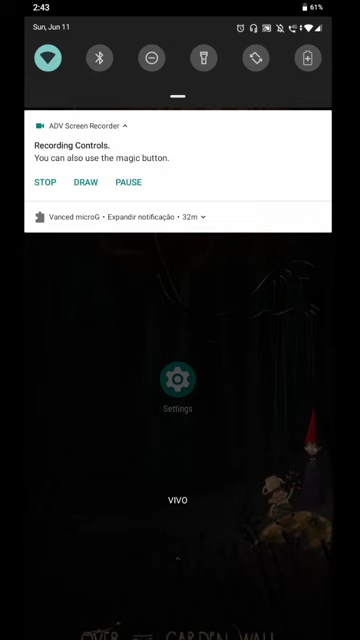 2:43
61%
Sun, Jun 11
ADV Screen Recorder
Recording Controls.
You can also use the magic button.
STOP DRAW PAUSE
Vanced microG • Expandir notificação • 32m
Settings
VIVO
OVER THE GARDEN WALL